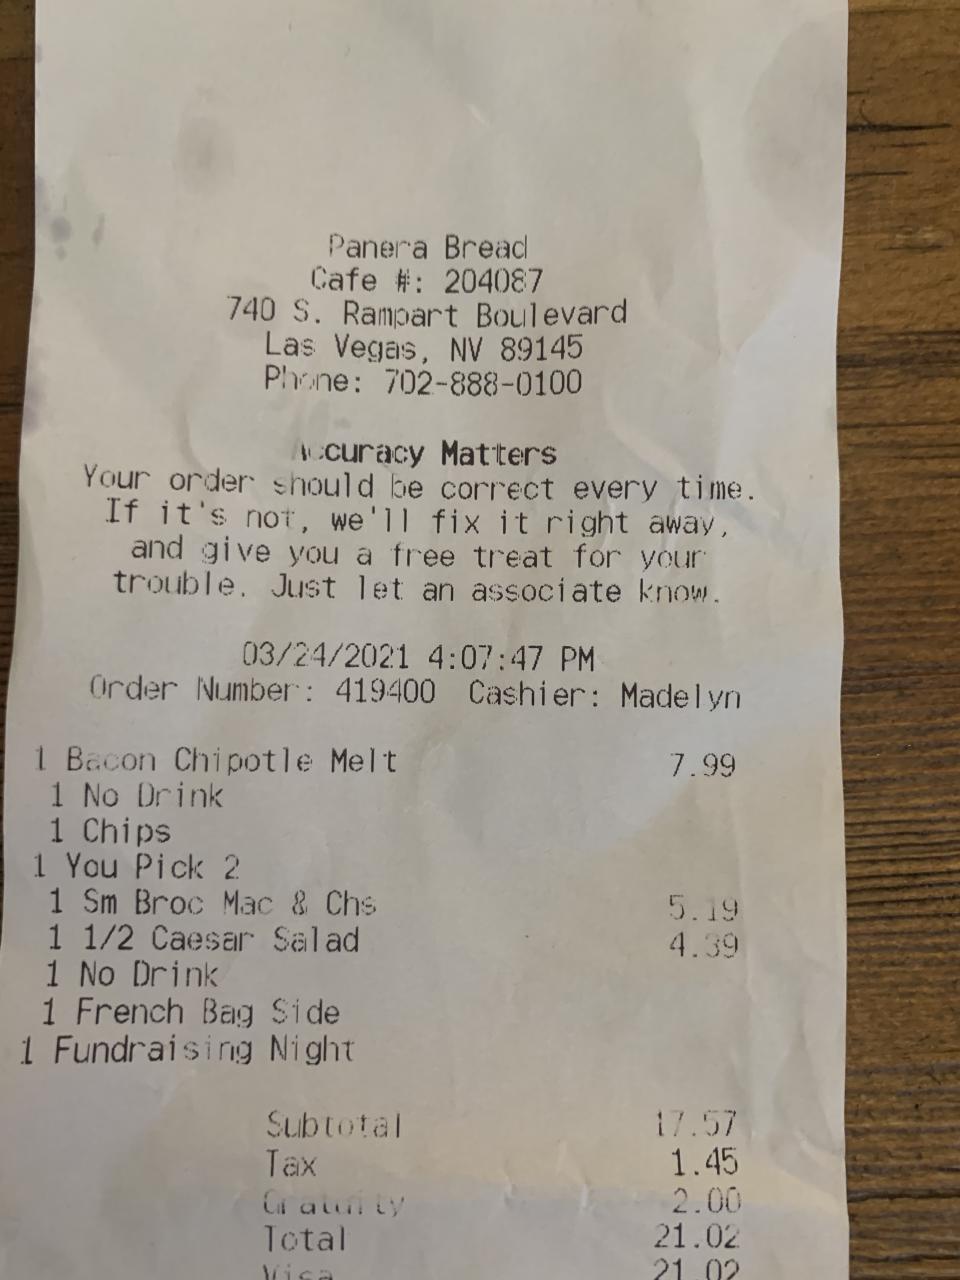 Panera Bread
Cafe #: 204087
740 S. Rampart Boulevard
Las Vegas, NV 89145
Phone: 702-888-0100
Accuracy Matters
Your order should be correct every time.
If it's not, we'll fix it right away,
and give you a free treat for your
trouble. Just let an associate know.
03/24/2021 4:07:47 PM
Order Number: 419400 Cashier: Madelyn
1 Bacon Chipotle Melt 7.99
1 No Drink
1 Chips
1 You Pick 2
1 Sm Broc Mac & Chs 5.19
1 1/2 Caesar Salad 4.39
1 No Drink
1 French Bag Side
1 Fundraising Night
Subtotal 17.57
Tax 1.45
Gratuity 2.00
Total 21.02
Visa 21.02